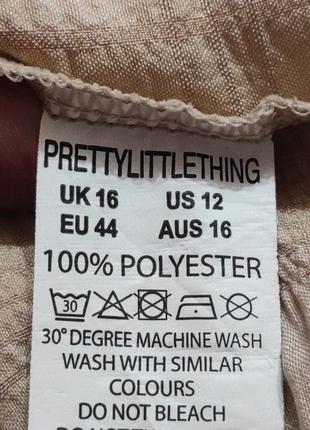 PRETTYLITTLETHING
UK 16 US 12
EU 44 AUS 16
100% POLYESTER
30
30° DEGREE MACHINE WASH
WASH WITH SIMILAR
COLOURS
DO NOT BLEACH